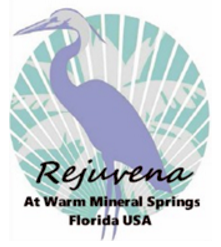 Rejuvena
At Warm Mineral Springs
Florida USA